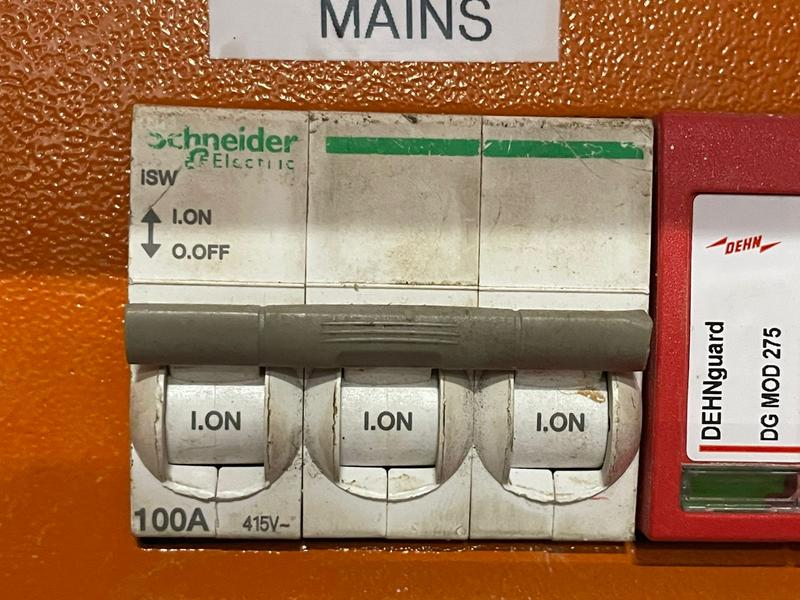 MAINS
Schneider
Electric
iSW
I.ON
O.OFF
I.ON
I.ON
I.ON
100A
415V~
DEHN
DEHNguard
DG MOD 275